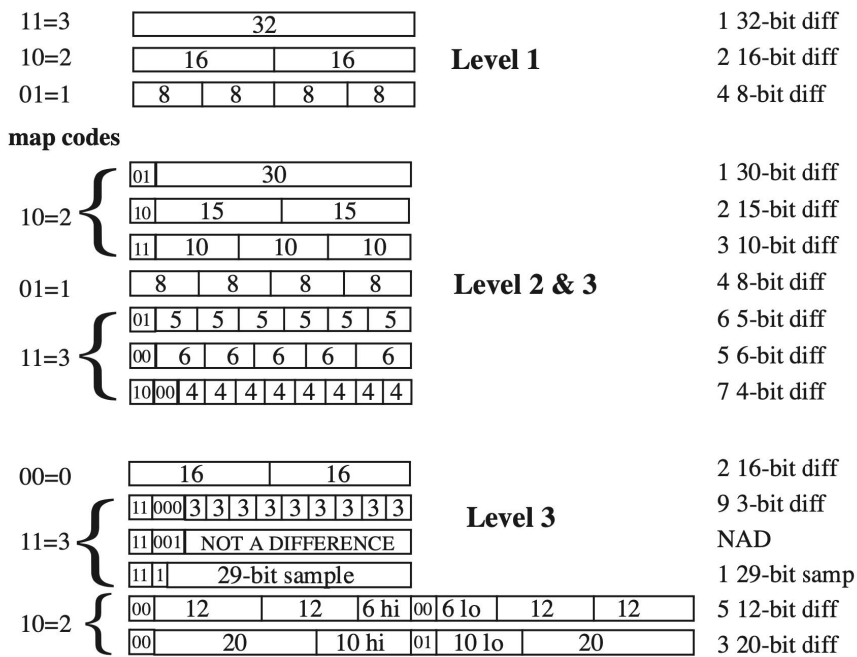 11=3 32 1 32-bit diff
10=2 16 16 Level 1 2 16-bit diff
01=1 8 8 8 8 4 8-bit diff
map codes
01 30 1 30-bit diff
10=2 10 15 15 2 15-bit diff
11 10 10 10 3 10-bit diff
01=1 8 8 8 8 Level 2 & 3 4 8-bit diff
01 5 5 5 5 5 5 6 5-bit diff
11=3 00 6 6 6 6 6 5 6-bit diff
10 00 4 4 4 4 4 4 4 4 4 7 4-bit diff
00=0 16 16 2 16-bit diff
11 000 3 3 3 3 3 3 3 3 3 Level 3 9 3-bit diff
11=3 11 001 NOT A DIFFERENCE NAD
11 1 29-bit sample 1 29-bit samp
10=2 00 12 12 6 hi 00 6 lo 12 12 5 12-bit diff
00 20 10 hi 01 10 lo 20 3 20-bit diff